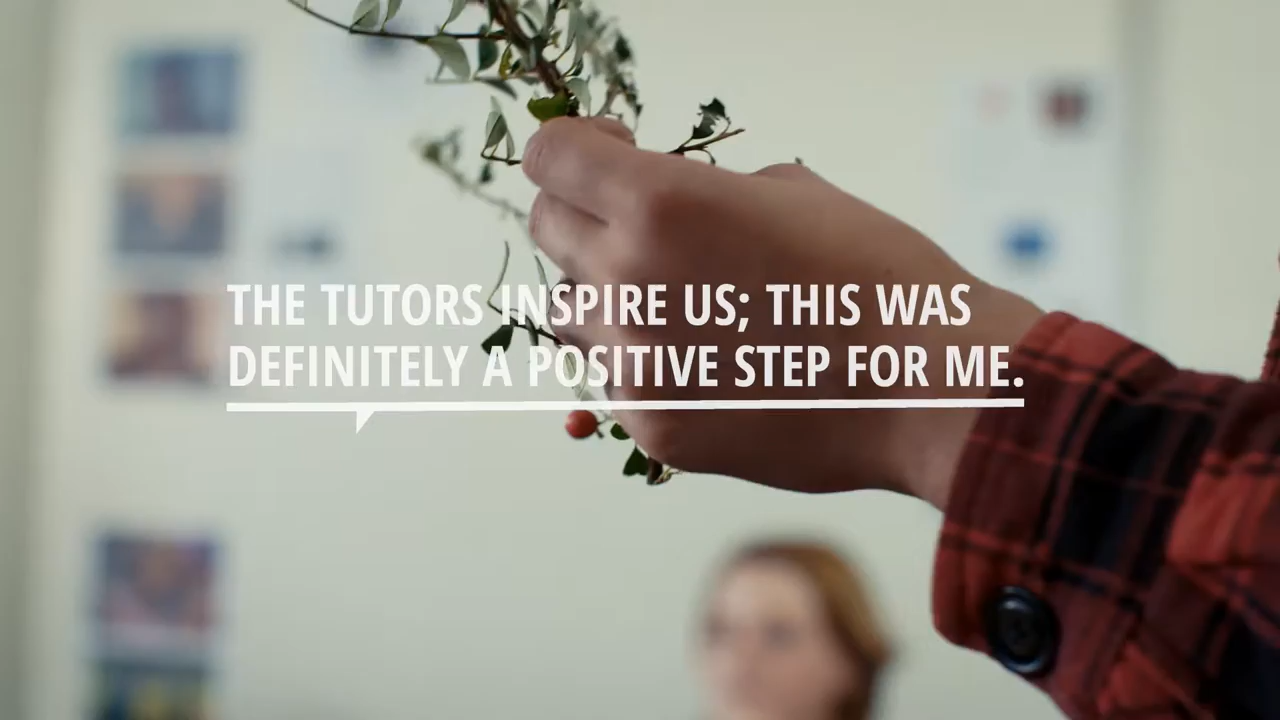 THE TUTORS INSPIRE US; THIS WAS
DEFINITELY A POSITIVE STEP FOR ME.